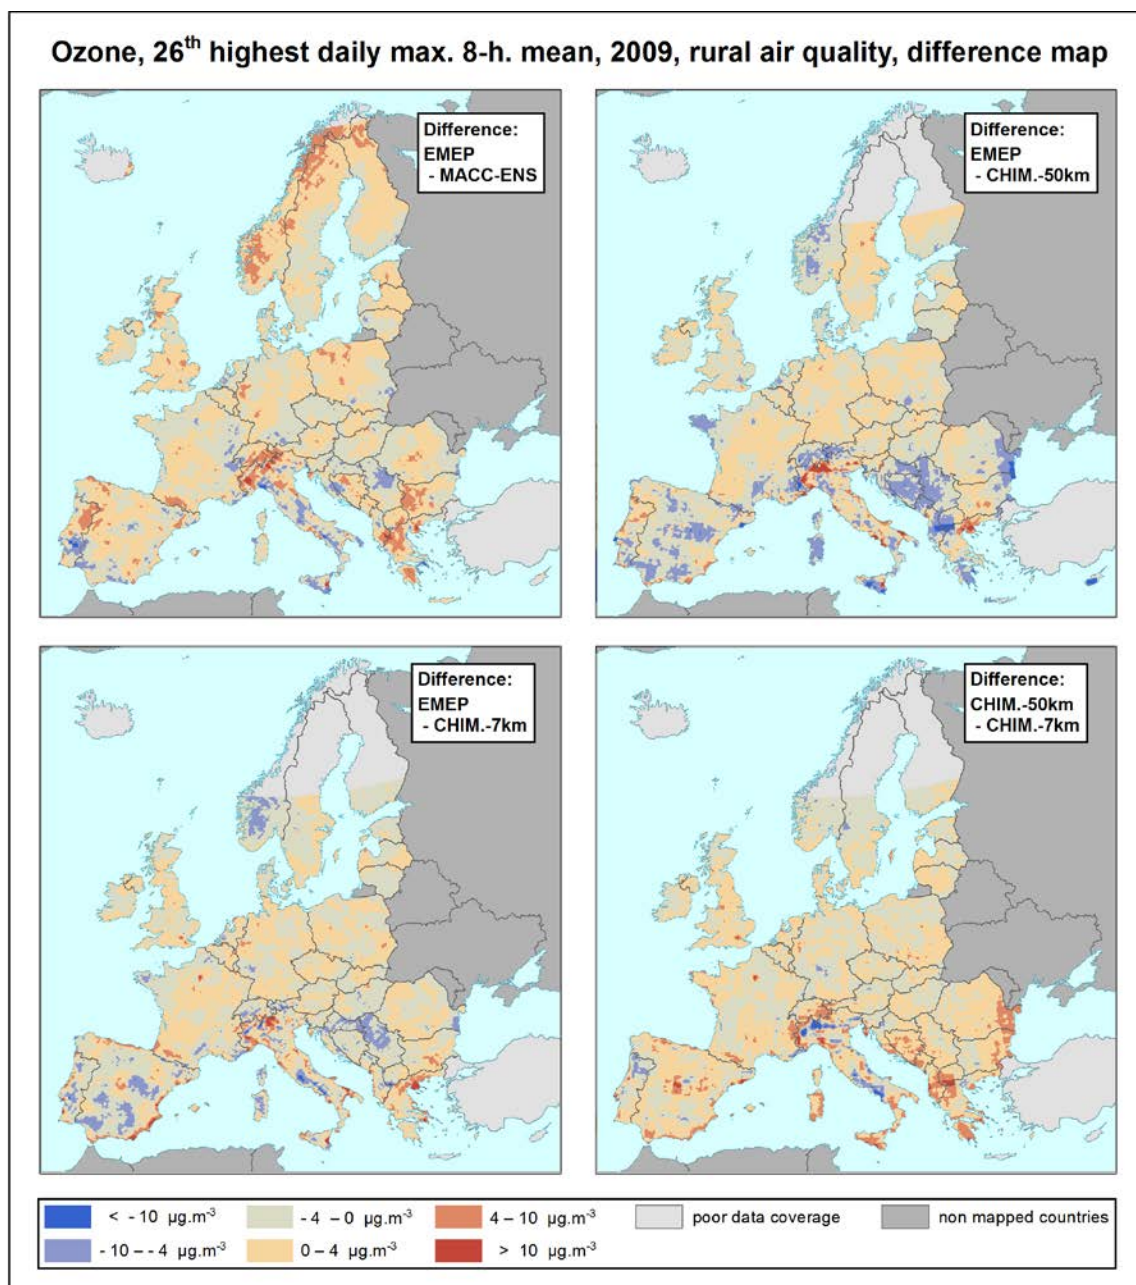 Ozone, 26th highest daily max. 8-h. mean, 2009, rural air quality, difference map
Difference:
EMEP
- MACC-ENS
Difference:
EMEP
- CHIM.-50km
Difference:
EMEP
- CHIM.-7km
Difference:
CHIM.-50km
- CHIM.-7km
< - 10 µg.m-3
- 4 – 0 µg.m-3
4 – 10 µg.m-3
poor data coverage
non mapped countries
- 10 – - 4 µg.m-3
0 – 4 µg.m-3
> 10 µg.m-3